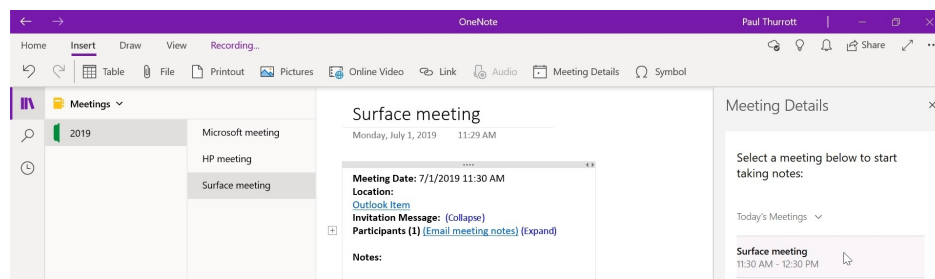 OneNote
Paul Thurrott
Home Insert Draw View Recording...
Share
Table File Printout Pictures Online Video Link Audio Meeting Details Symbol
Meetings
2019
Microsoft meeting
HP meeting
Surface meeting
Surface meeting
Monday, July 1, 2019 11:29 AM
Meeting Date: 7/1/2019 11:30 AM
Location:
Outlook Item
Invitation Message: (Collapse)
Participants (1) (Email meeting notes) (Expand)
Notes:
Meeting Details
Select a meeting below to start
taking notes:
Today's Meetings
Surface meeting
11:30 AM - 12:30 PM